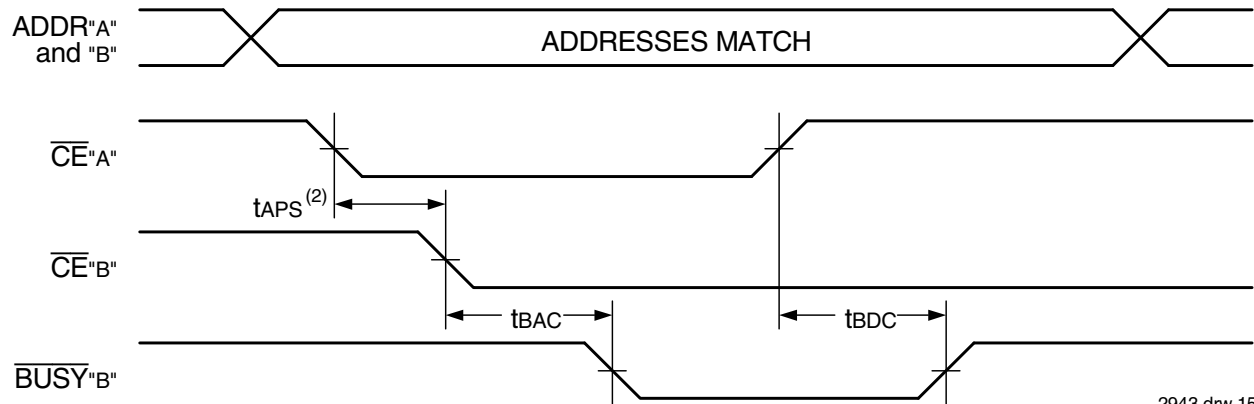 ADDR"A"
and "B"
ADDRESSES MATCH
CE"A"
tAPS (2)
CE"B"
tBAC
tBDC
BUSY"B"
2943 drw 15